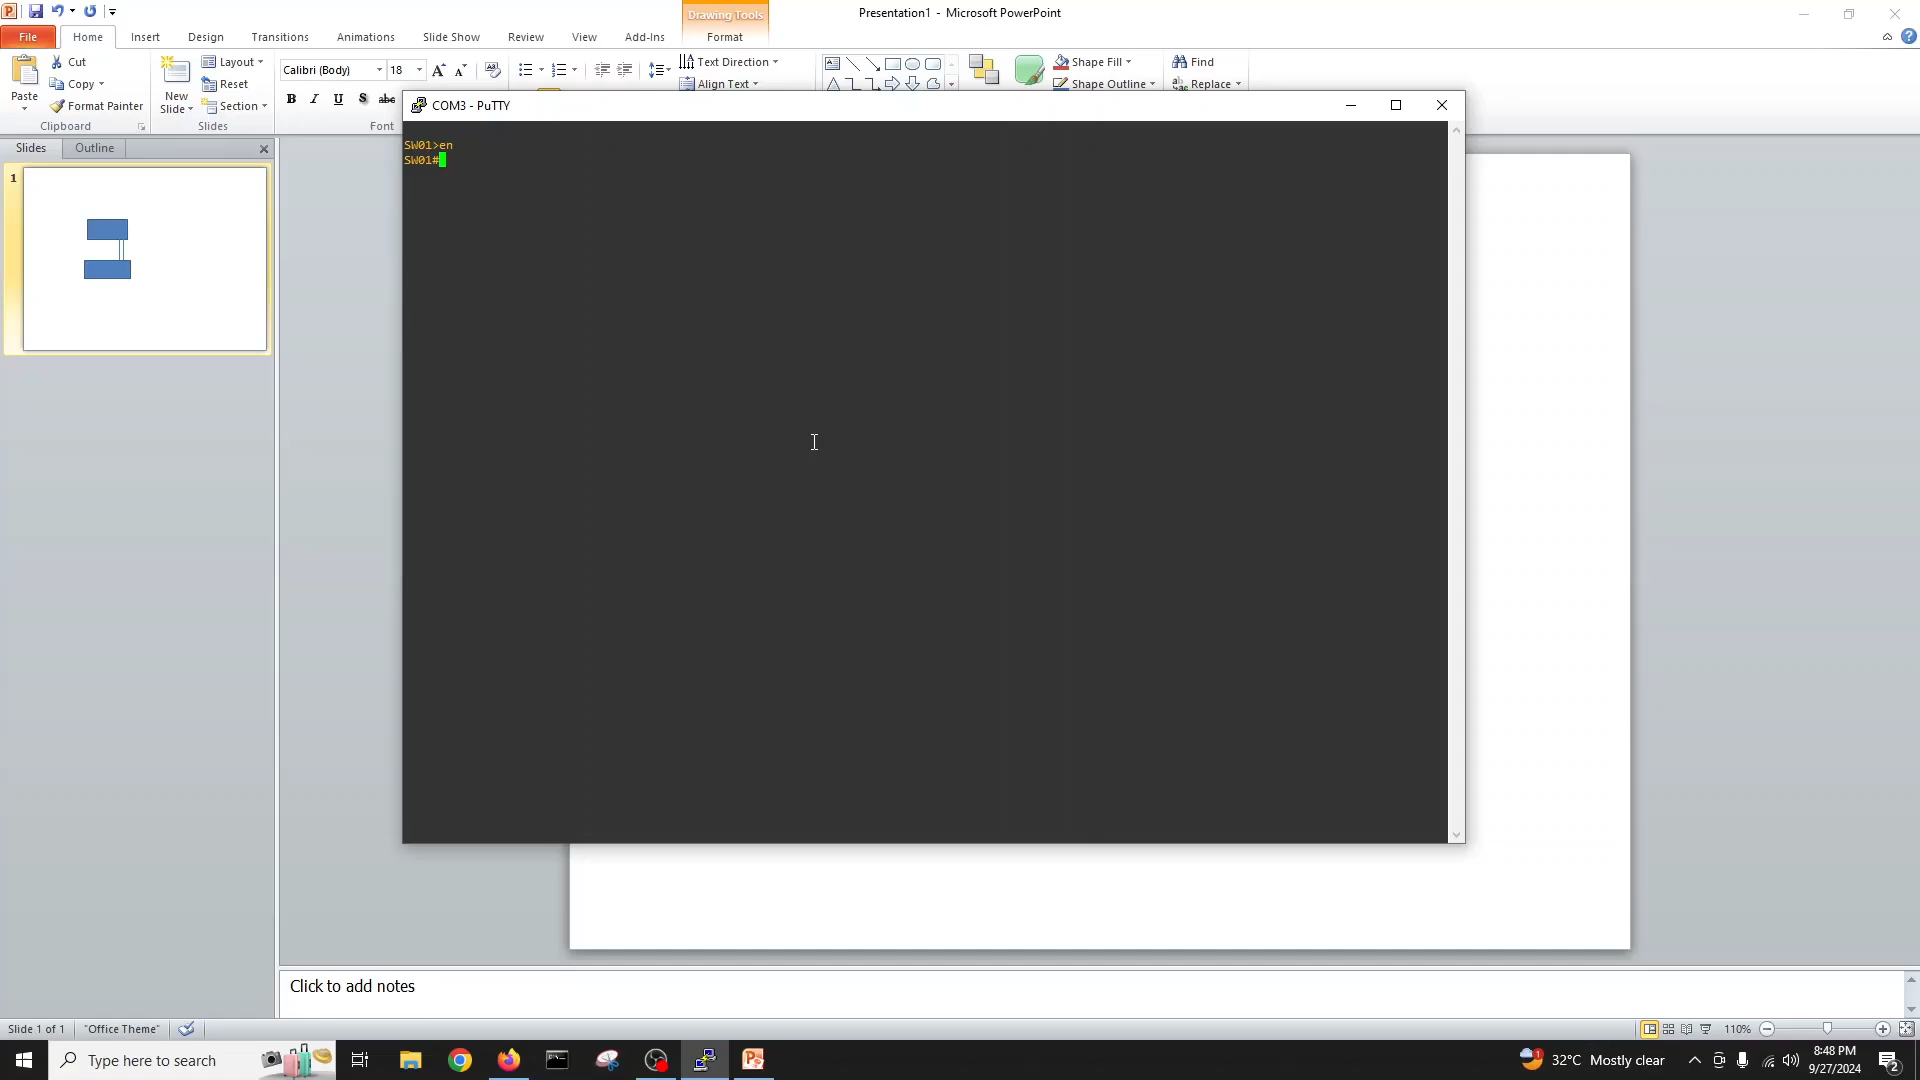 Drawing Tools
Presentation1 - Microsoft PowerPoint
File Home Insert Design Transitions Animations Slide Show Review View Add-Ins Format
Paste
Cut
Copy
Format Painter
Clipboard
New
Slide
Layout
Reset
Section
Slides
Calibri (Body) 18
B I U S abc
Font
Text Direction
Align Text
Shape Fill
Shape Outline
Find
Replace
COM3 - PuTTY
SW01>en
SW01#
Slides Outline
1
Click to add notes
Slide 1 of 1 "Office Theme" 110%
Type here to search
32°C Mostly clear
8:48 PM
9/27/2024